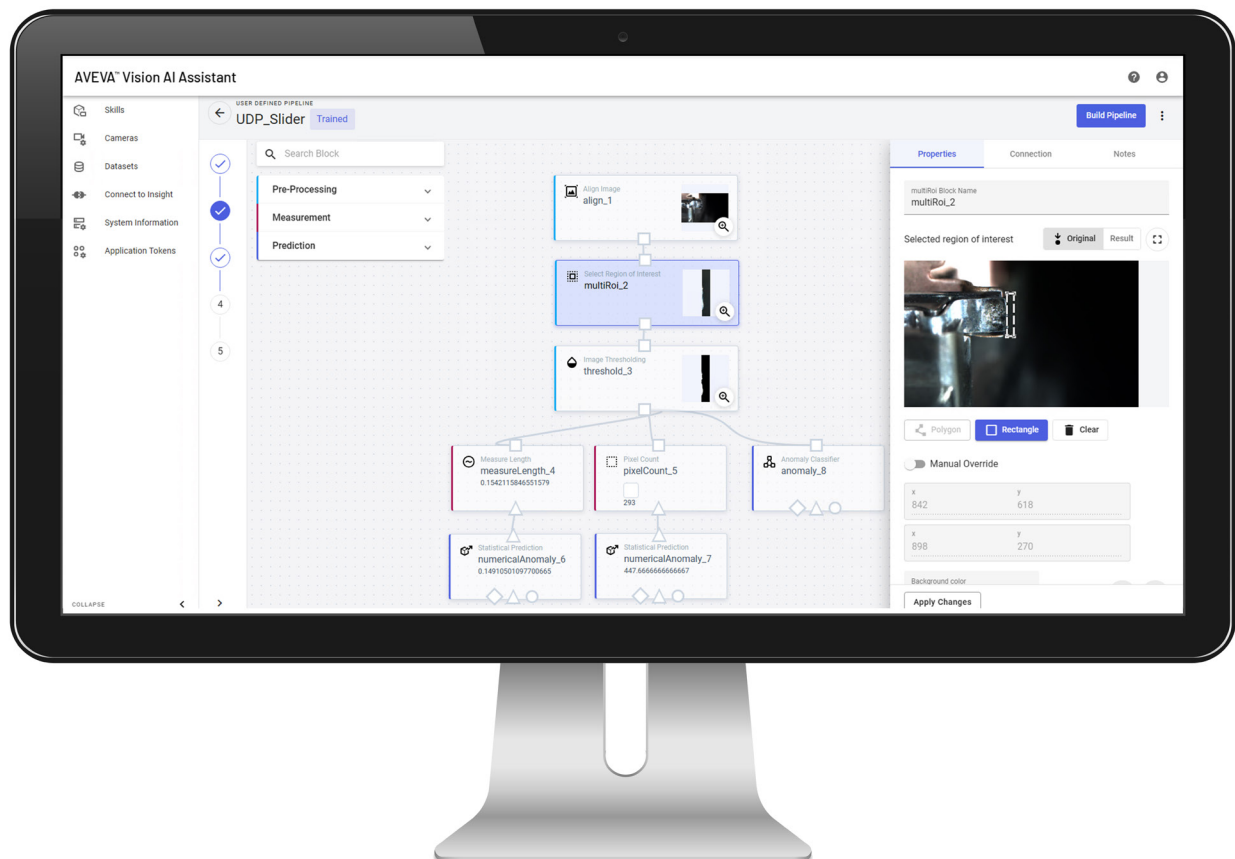 AVEVA™ Vision AI Assistant
Skills
Cameras
Datasets
Connect to Insight
System Information
Application Tokens
COLLAPSE
USER DEFINED PIPELINE
UDP_Slider
Trained
Build Pipeline
4
5
Search Block
Pre-Processing
Measurement
Prediction
Align Image
align_1
Select Region of Interest
multiRoi_2
Image Thresholding
threshold_3
Measure Length
measureLength_4
0.1542115846551579
Pixel Count
pixelCount_5
293
Anomaly Classifier
anomaly_8
Statistical Prediction
numericalAnomaly_6
0.14910501097700665
Statistical Prediction
numericalAnomaly_7
447.6666666666667
Properties
Connection
Notes
multiRoi Block Name
multiRoi_2
Selected region of interest
Original
Result
Polygon
Rectangle
Clear
Manual Override
x
y
842
618
x
y
898
270
Background color
Apply Changes